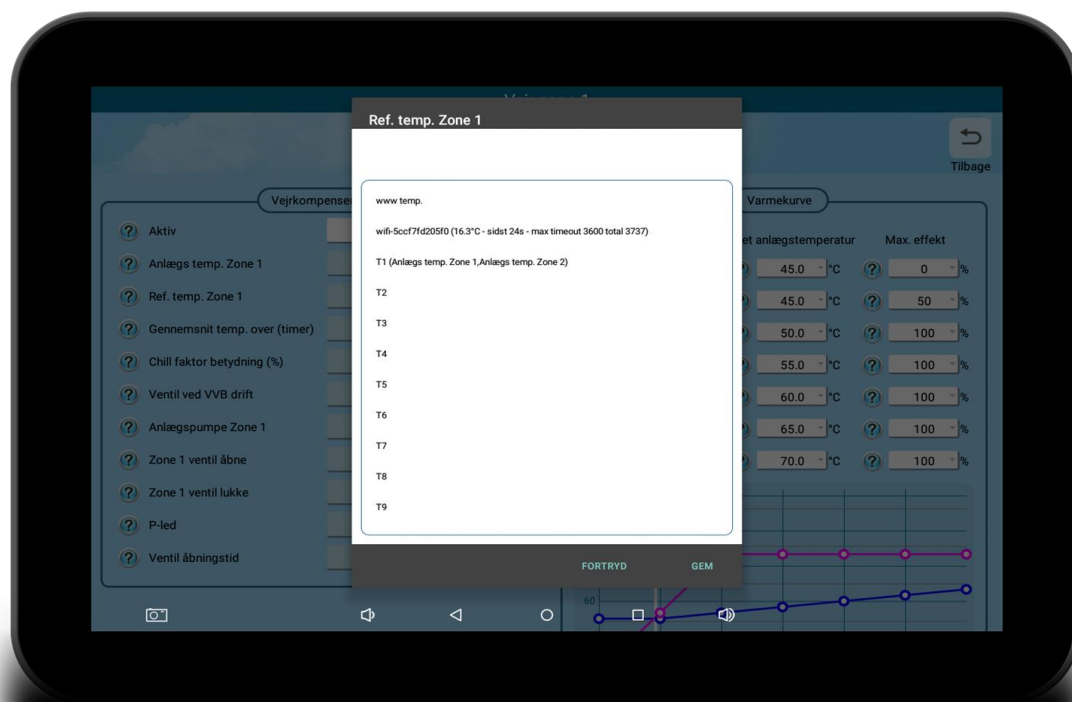 Ref. temp. Zone 1
www temp.
wifi-5ccf7fd205f0 (16.3°C - sidst 24s - max timeout 3600 total 3737)
T1 (Anlægs temp. Zone 1,Anlægs temp. Zone 2)
T2
T3
T4
T5
T6
T7
T8
T9
FORTRYD GEM
Tilbage
Aktiv
Anlægs temp. Zone 1
Ref. temp. Zone 1
Gennemsnit temp. over (timer)
Chill faktor betydning (%)
Ventil ved VVB drift
Anlægspumpe Zone 1
Zone 1 ventil åbne
Zone 1 ventil lukke
P-led
Ventil åbningstid
Varmekurve
anlægstemperatur Max. effekt
45.0 °C 0 %
45.0 °C 50 %
50.0 °C 100 %
55.0 °C 100 %
60.0 °C 100 %
65.0 °C 100 %
70.0 °C 100 %
60